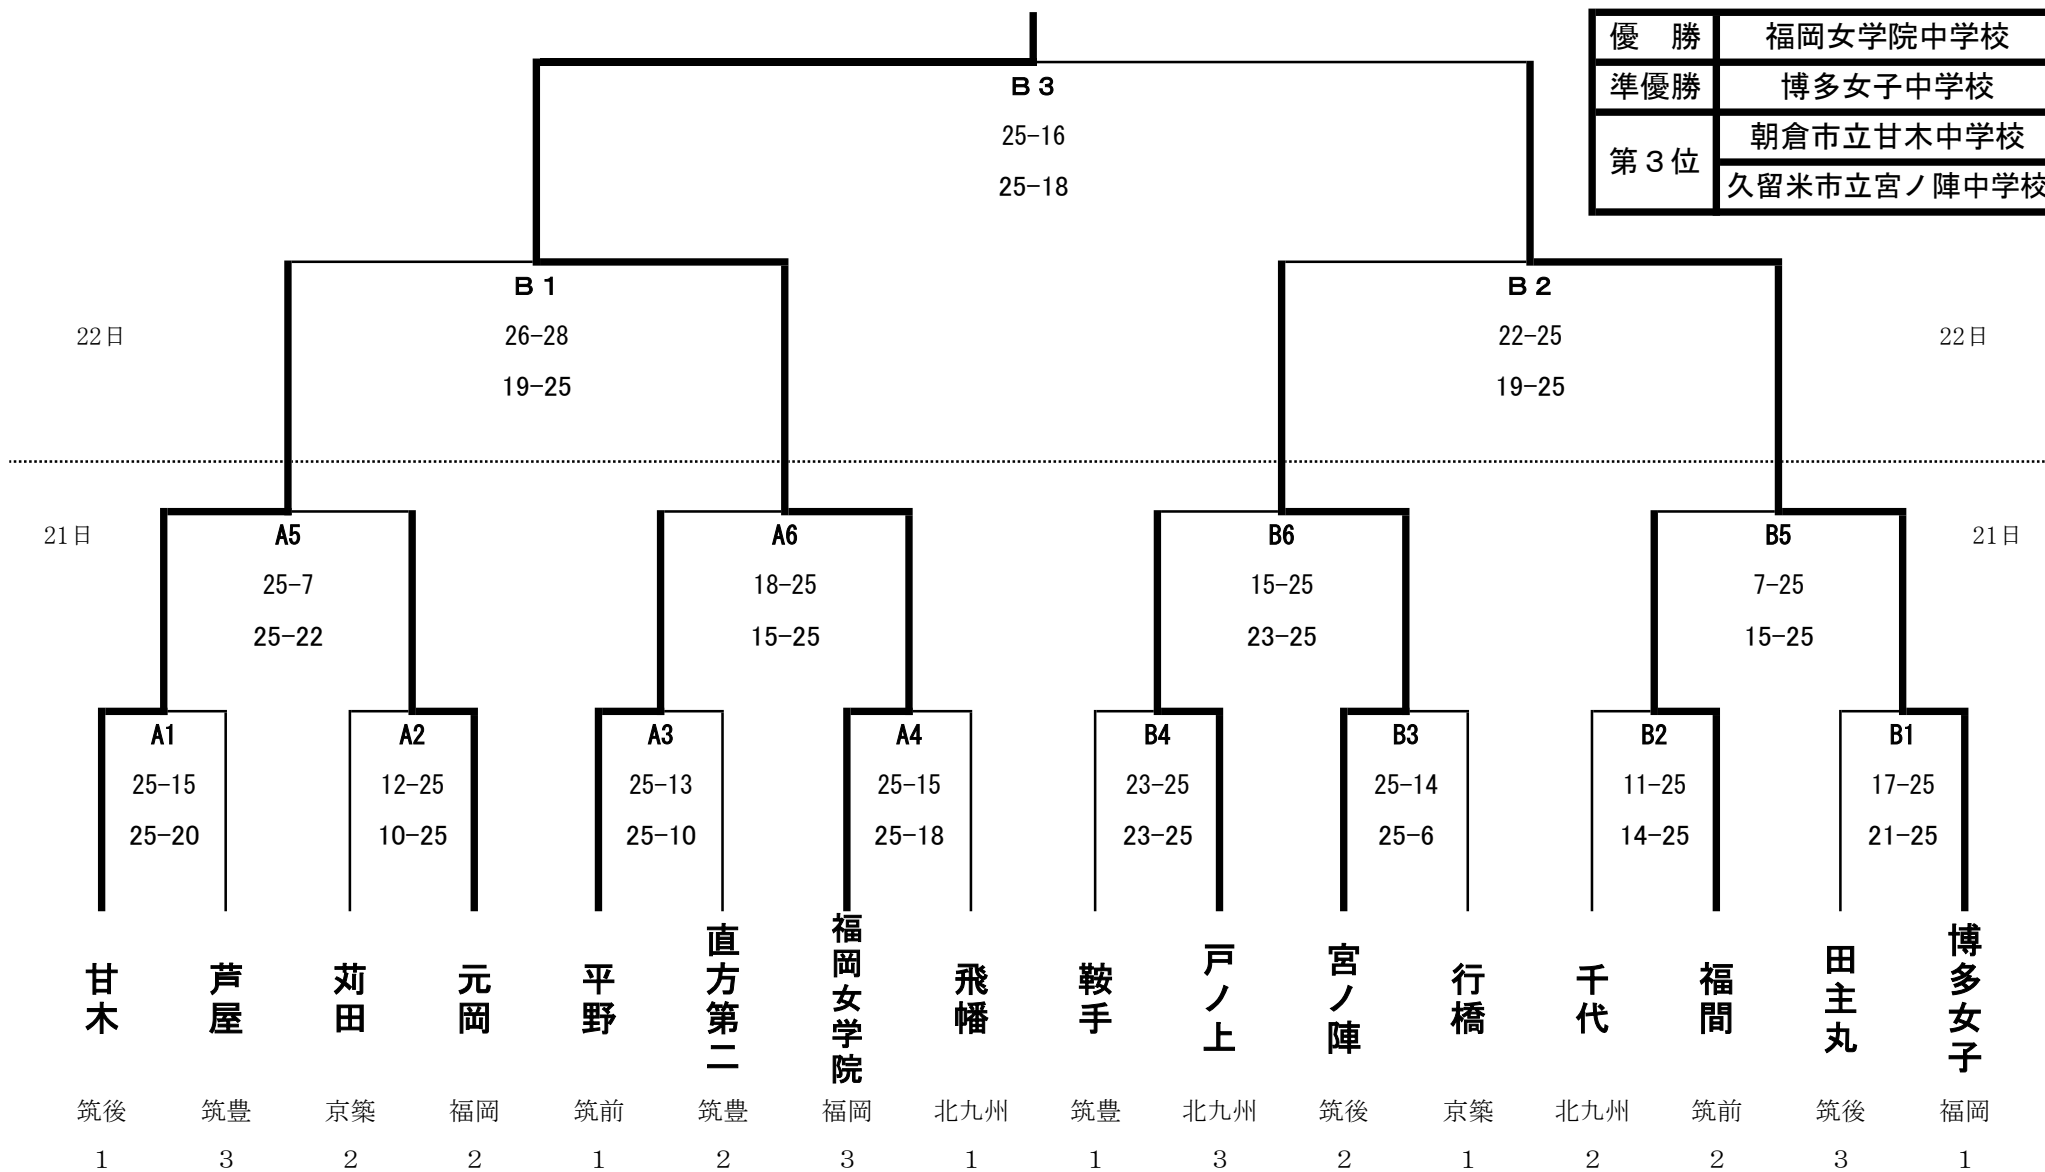 優　勝 福岡女学院中学校
準優勝 博多女子中学校
第３位 朝倉市立甘木中学校
久留米市立宮ノ陣中学校
Ｂ３
25−16
25−18
Ｂ１ Ｂ２
22日 26−28 22−25 22日
19−25 19−25
21日 A5 A6 B6 B5 21日
25−7 18−25 15−25 7−25
25−22 15−25 23−25 15−25
A1 A2 A3 A4 B4 B3 B2 B1
25−15 12−25 25−13 25−15 23−25 25−14 11−25 17−25
25−20 10−25 25−10 25−18 23−25 25−6 14−25 21−25
甘木 芦屋 苅田 元岡 平野 直方第二 福岡女学院 飛幡 鞍手 戸ノ上 宮ノ陣 行橋 千代 福間 田主丸 博多女子
筑後 筑豊 京築 福岡 筑前 筑豊 福岡 北九州 筑豊 北九州 筑後 京築 北九州 筑前 筑後 福岡
1 3 2 2 1 2 3 1 1 3 2 1 2 2 3 1